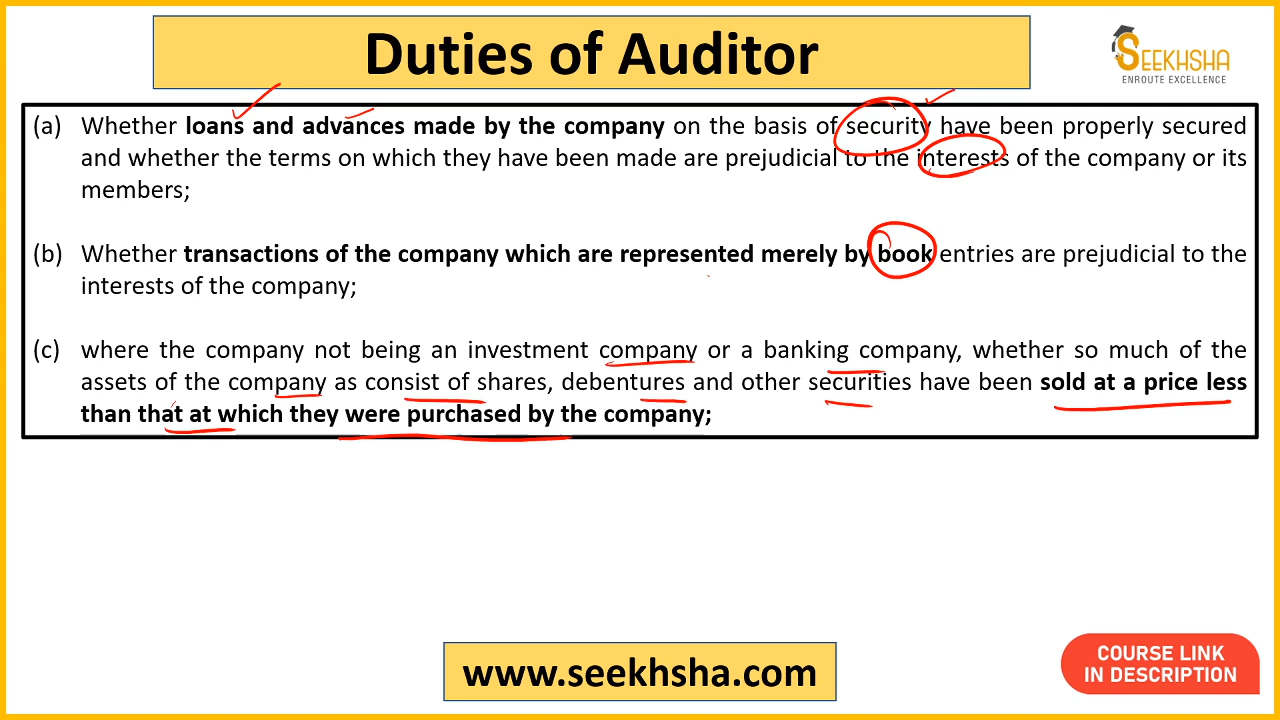 Duties of Auditor
SEEKHSHA
ENROUTE EXCELLENCE
(a) Whether loans and advances made by the company on the basis of security have been properly secured
and whether the terms on which they have been made are prejudicial to the interests of the company or its
members;
(b) Whether transactions of the company which are represented merely by book entries are prejudicial to the
interests of the company;
(c) where the company not being an investment company or a banking company, whether so much of the
assets of the company as consist of shares, debentures and other securities have been sold at a price less
than that at which they were purchased by the company;
www.seekhsha.com
COURSE LINK
IN DESCRIPTION